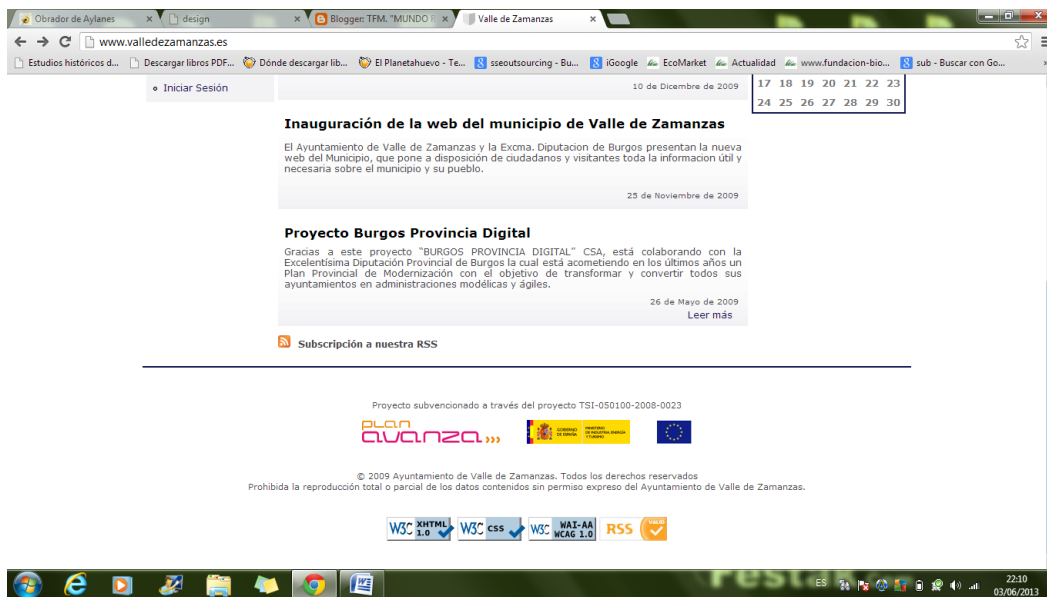 Obrador de Aylanes
design
Blogger: TFM. "MUNDO R
Valle de Zamanzas
www.valledezamanzas.es
Estudios históricos d...
Descargar libros PDF...
Dónde descargar lib...
El Planetahuevo - Te...
sseoutsourcing - Bu...
iGoogle
EcoMarket
Actualidad
www.fundacion-bio...
sub - Buscar con Go...
Iniciar Sesión
10 de Dicembre de 2009
17 18 19 20 21 22 23
24 25 26 27 28 29 30
Inauguración de la web del municipio de Valle de Zamanzas
El Ayuntamiento de Valle de Zamanzas y la Excma. Diputacion de Burgos presentan la nueva
web del Municipio, que pone a disposición de ciudadanos y visitantes toda la informacion útil y
necesaria sobre el municipio y su pueblo.
25 de Noviembre de 2009
Proyecto Burgos Provincia Digital
Gracias a este proyecto "BURGOS PROVINCIA DIGITAL" CSA, está colaborando con la
Excelentísima Diputación Provincial de Burgos la cual está acometiendo en los últimos años un
Plan Provincial de Modernización con el objetivo de transformar y convertir todos sus
ayuntamientos en administraciones modélicas y ágiles.
26 de Mayo de 2009
Leer más
Subscripción a nuestra RSS
Proyecto subvencionado a través del proyecto TSI-050100-2008-0023
plan
avanza
GOBIERNO
DE ESPAÑA
MINISTERIO
DE INDUSTRIA, ENERGÍA
Y TURISMO
© 2009 Ayuntamiento de Valle de Zamanzas. Todos los derechos reservados
Prohibida la reproducción total o parcial de los datos contenidos sin permiso expreso del Ayuntamiento de Valle de Zamanzas.
W3C XHTML 1.0
W3C CSS
W3C WAI-AA WCAG 1.0
RSS VALID
ES
22:10
03/06/2013